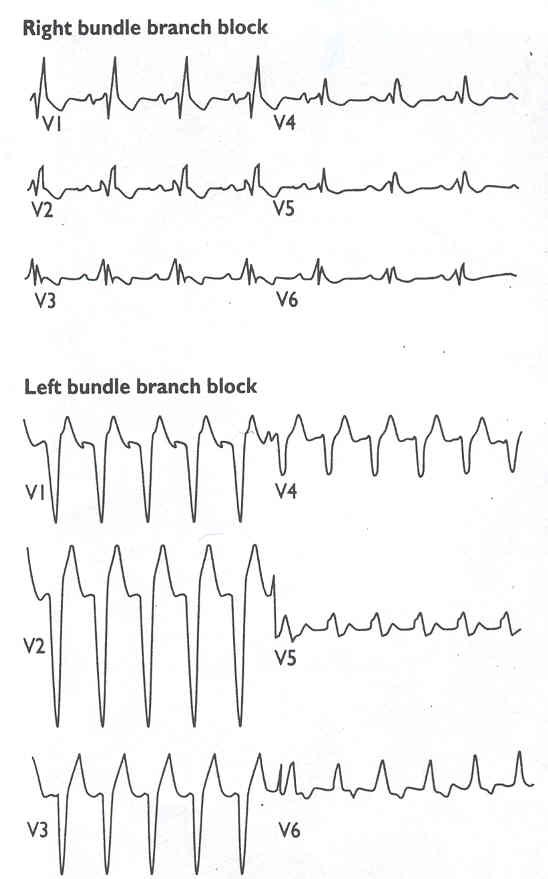 Right bundle branch block
V1
V4
V2
V5
V3
V6
Left bundle branch block
V1
V4
V2
V5
V3
V6